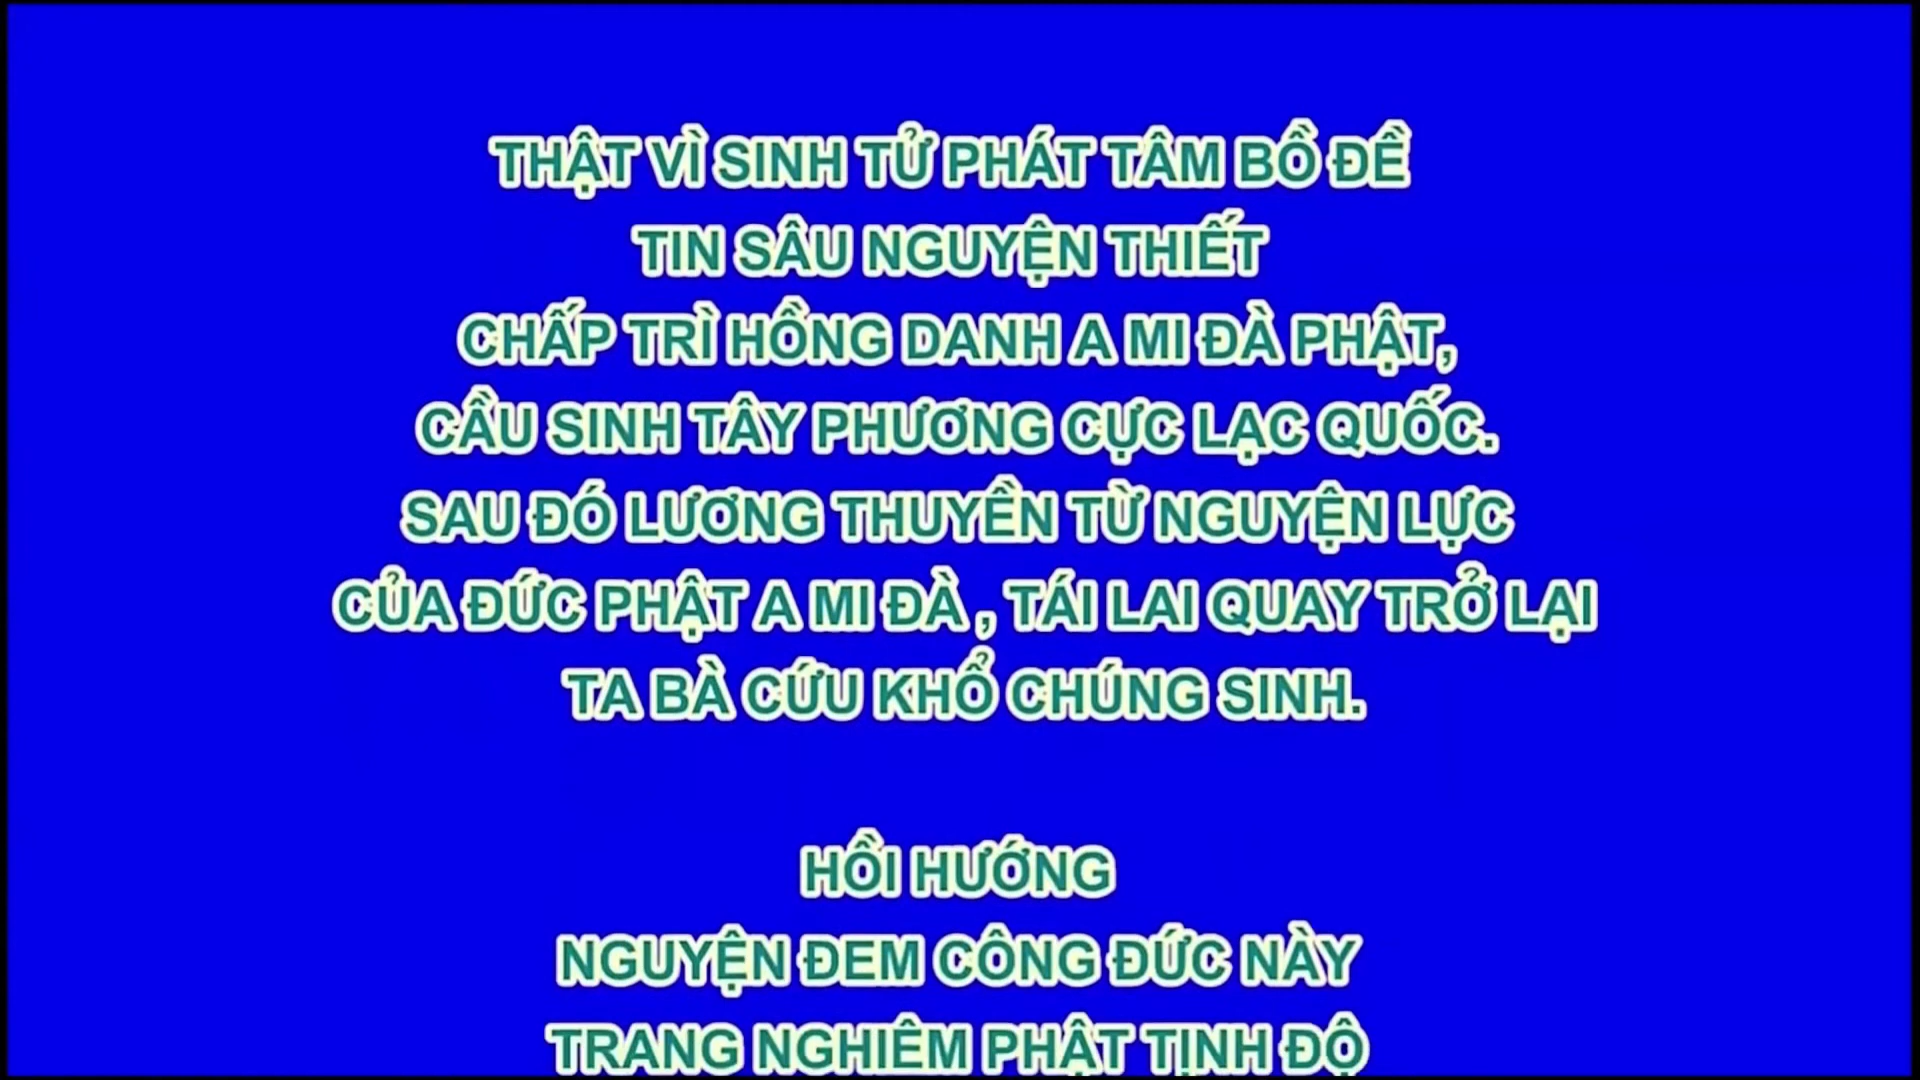 THẬT VÌ SINH TỬ PHÁT TÂM BỒ ĐỀ
TIN SÂU NGUYỆN THIẾT
CHẤP TRÌ HỒNG DANH A MI ĐÀ PHẬT,
CẦU SINH TÂY PHƯƠNG CỰC LẠC QUỐC.
SAU ĐÓ LƯƠNG THUYỀN TỪ NGUYỆN LỰC
CỦA ĐỨC PHẬT A MI ĐÀ , TÁI LAI QUAY TRỞ LẠI
TA BÀ CỨU KHỔ CHÚNG SINH.
HỒI HƯỚNG
NGUYỆN ĐEM CÔNG ĐỨC NÀY
TRANG NGHIÊM PHẬT TỊNH ĐỘ